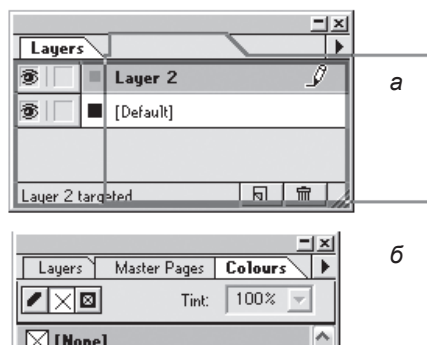 Layers
Layer 2
[Default]
Layer 2 targeted
а
Layers Master Pages Colours
Tint: 100%
[None]
б